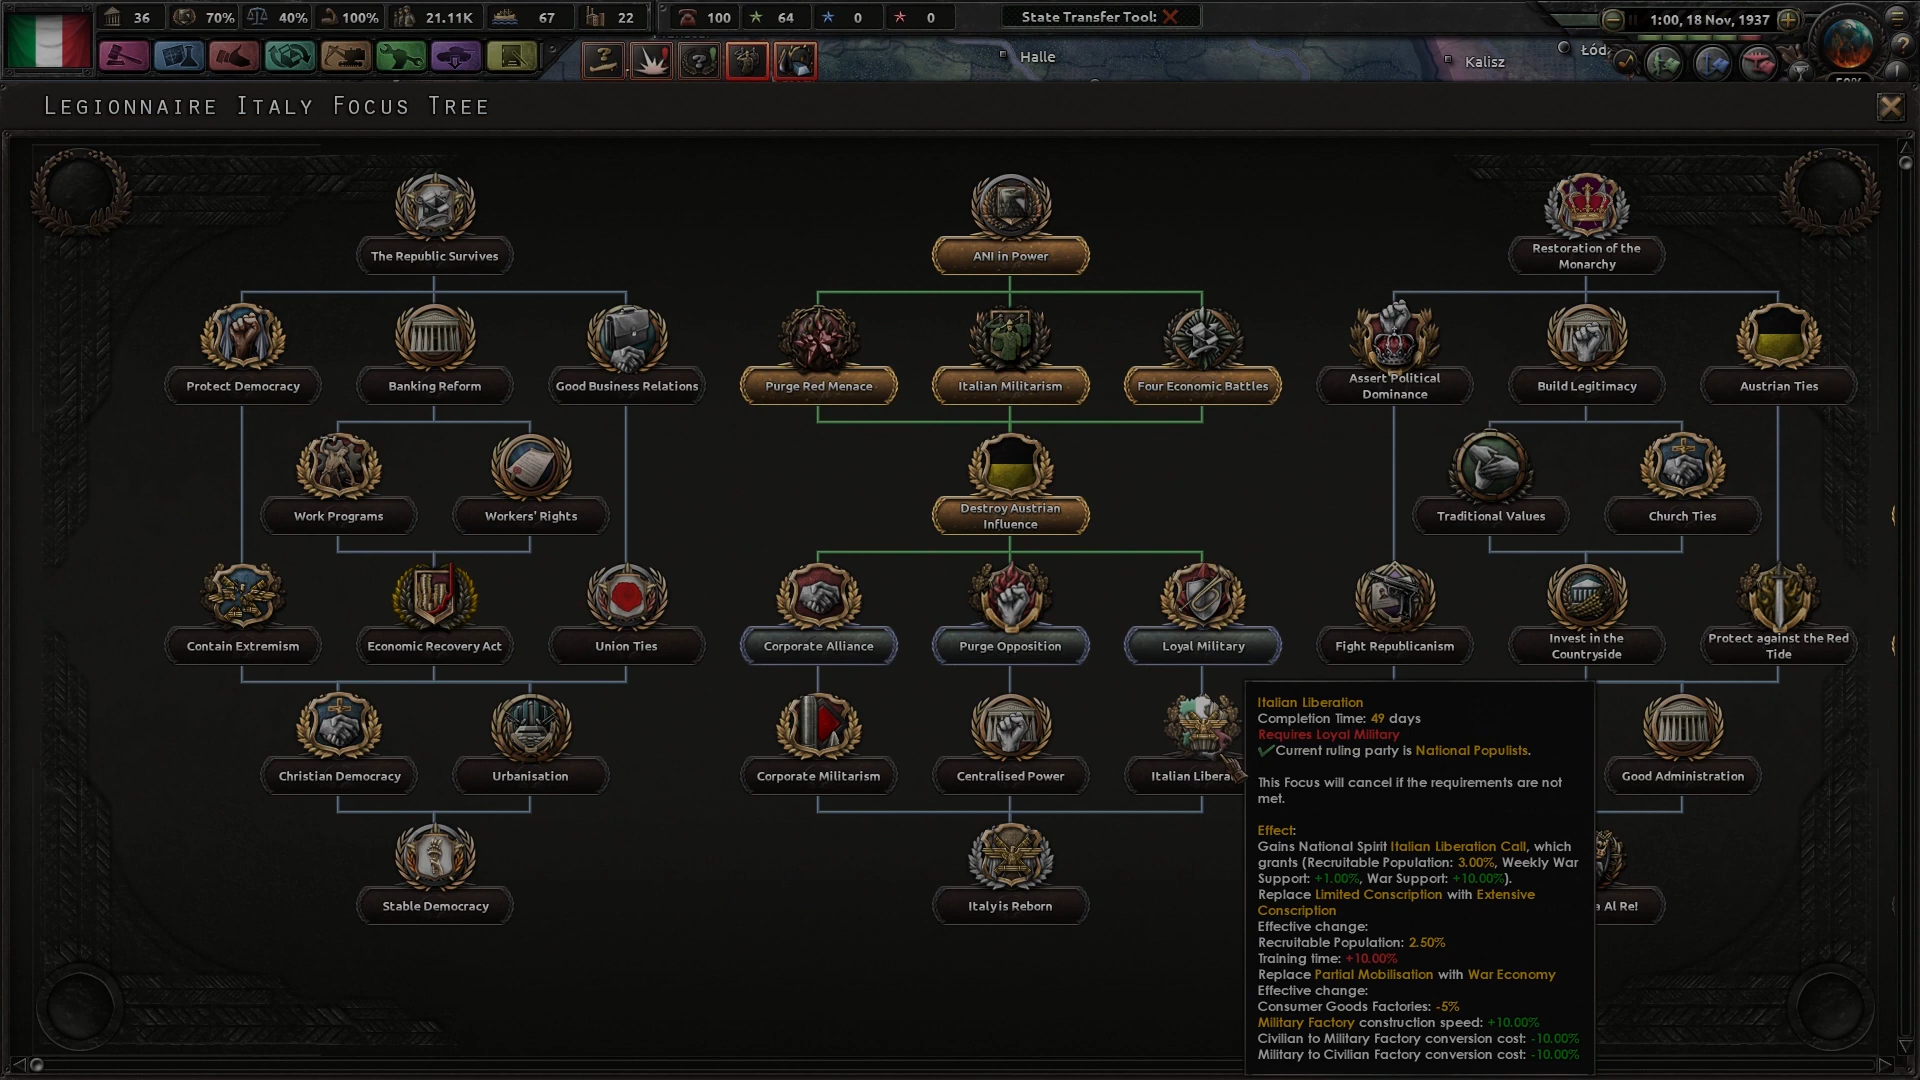 36
70%
40%
100%
21.11K
67
22
100
64
0
0
State Transfer Tool:
1:00, 18 Nov, 1937
Halle
Kalisz
Łód
Legionnaire Italy Focus Tree
The Republic Survives
ANI in Power
Restoration of the
Monarchy
Protect Democracy
Banking Reform
Good Business Relations
Purge Red Menace
Italian Militarism
Four Economic Battles
Assert Political
Dominance
Build Legitimacy
Austrian Ties
Work Programs
Workers' Rights
Destroy Austrian
Influence
Traditional Values
Church Ties
Contain Extremism
Economic Recovery Act
Union Ties
Corporate Alliance
Purge Opposition
Loyal Military
Fight Republicanism
Invest in the
Countryside
Protect against the Red
Tide
Christian Democracy
Urbanisation
Corporate Militarism
Centralised Power
Italian Libera
Good Administration
Stable Democracy
Italy is Reborn
a Al Re!
Italian Liberation
Completion Time: 49 days
Requires Loyal Military
Current ruling party is National Populists.
This Focus will cancel if the requirements are not
met.
Effect:
Gains National Spirit Italian Liberation Call, which
grants (Recruitable Population: 3.00%, Weekly War
Support: +1.00%, War Support: +10.00%).
Replace Limited Conscription with Extensive
Conscription
Effective change:
Recruitable Population: 2.50%
Training time: +10.00%
Replace Partial Mobilisation with War Economy
Effective change:
Consumer Goods Factories: -5%
Military Factory construction speed: +10.00%
Civilian to Military Factory conversion cost: -10.00%
Military to Civilian Factory conversion cost: -10.00%